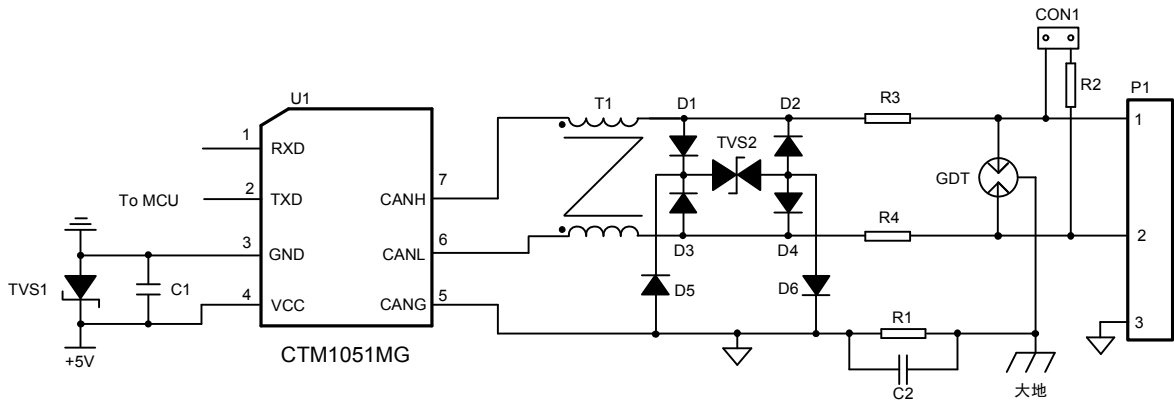 CON1
R2
P1
U1
T1
D1
D2
R3
1
1
RXD
TVS2
7
GDT
To MCU
2
TXD
CANH
R4
2
3
GND
6
CANL
D3
D4
TVS1
C1
4
VCC
5
CANG
D5
D6
R1
3
+5V
CTM1051MG
C2
大地